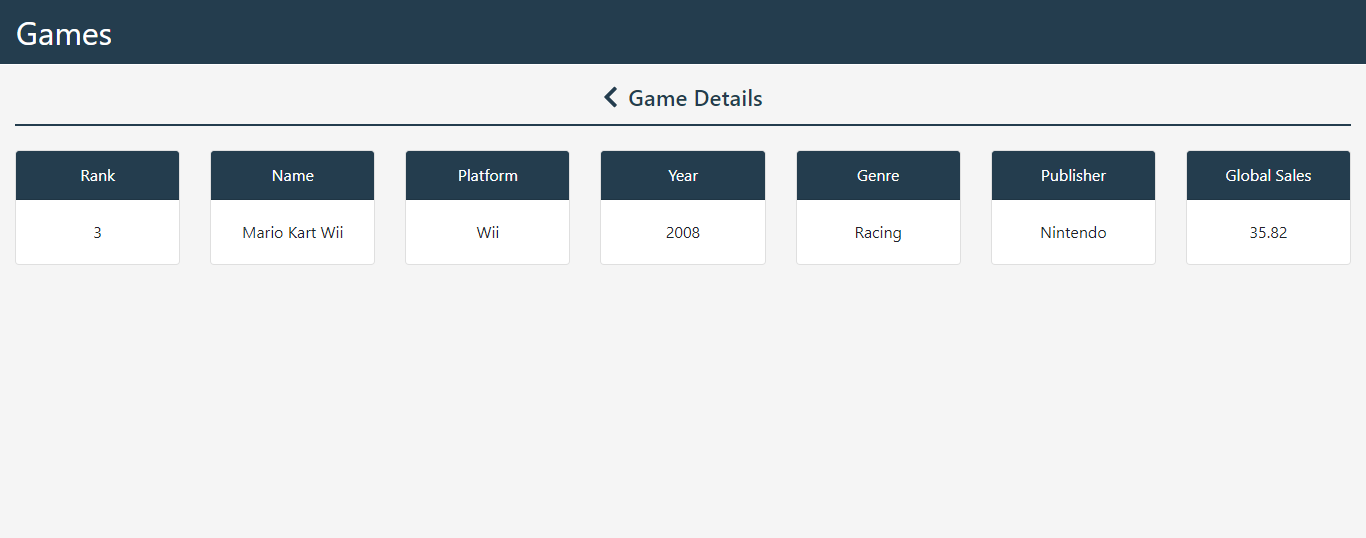 Games
Game Details
Rank Name Platform Year Genre Publisher Global Sales
3 Mario Kart Wii Wii 2008 Racing Nintendo 35.82